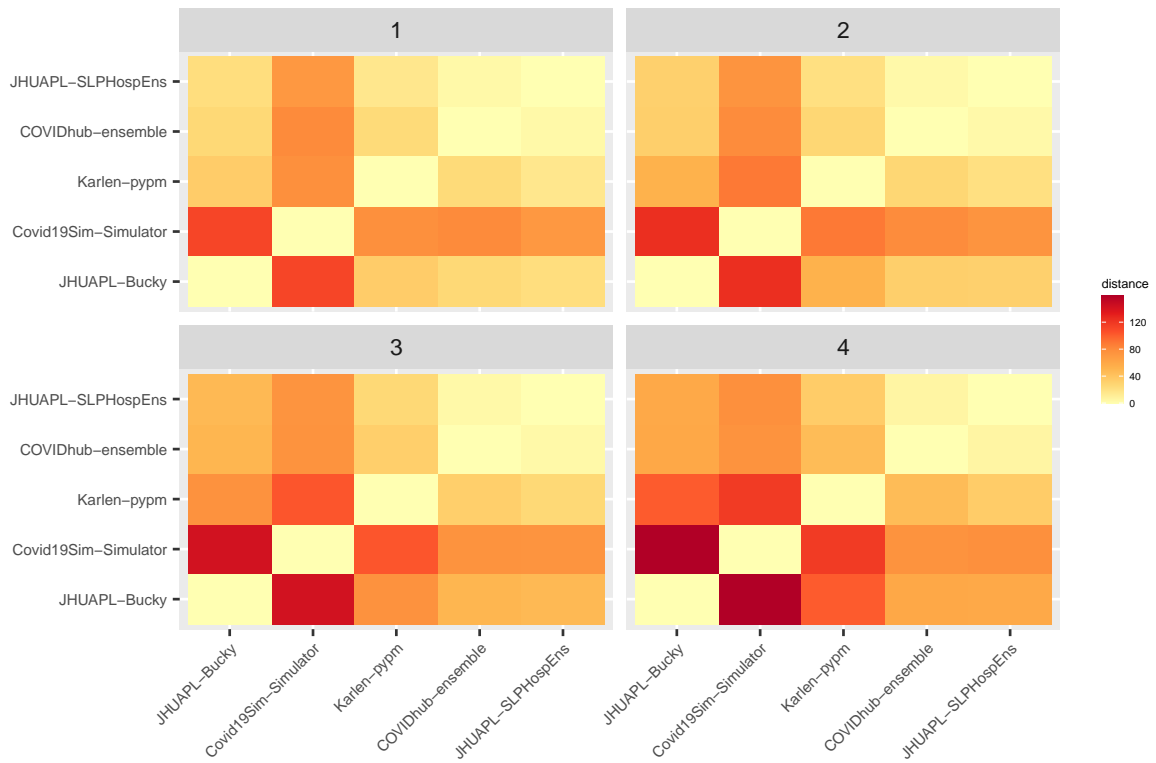 1
2
JHUAPL−SLPHospEns
COVIDhub−ensemble
Karlen−pypm
Covid19Sim−Simulator
JHUAPL−Bucky
distance
120
80
40
0
3
4
JHUAPL−SLPHospEns
COVIDhub−ensemble
Karlen−pypm
Covid19Sim−Simulator
JHUAPL−Bucky
JHUAPL−Bucky
Covid19Sim−Simulator
Karlen−pypm
COVIDhub−ensemble
JHUAPL−SLPHospEns
JHUAPL−Bucky
Covid19Sim−Simulator
Karlen−pypm
COVIDhub−ensemble
JHUAPL−SLPHospEns